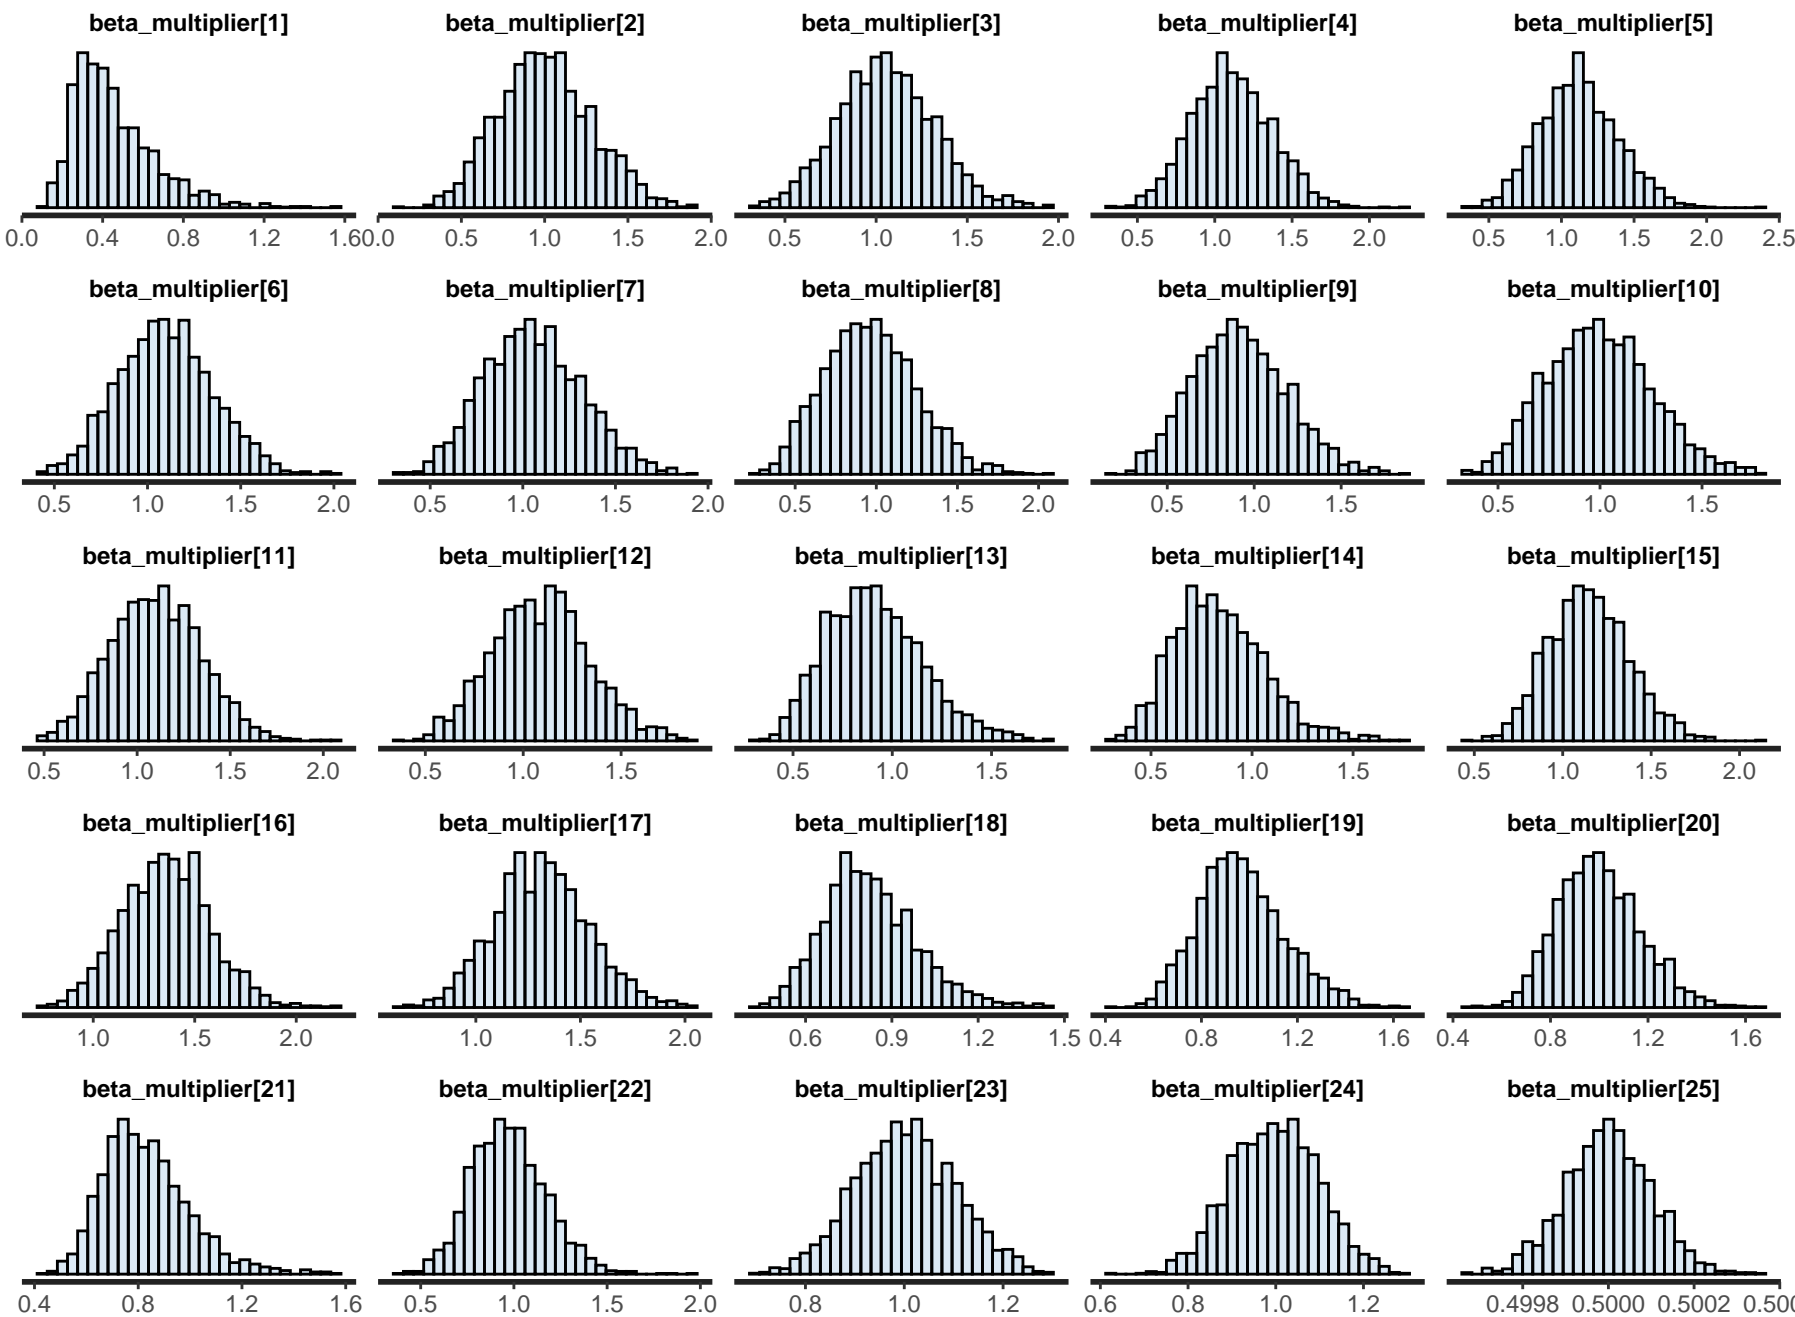 beta_multiplier[1] beta_multiplier[2] beta_multiplier[3] beta_multiplier[4] beta_multiplier[5]
0.0 0.4 0.8 1.2 1.6 0.0 0.5 1.0 1.5 2.0 0.5 1.0 1.5 2.0 0.5 1.0 1.5 2.0 0.5 1.0 1.5 2.0 2.5
beta_multiplier[6] beta_multiplier[7] beta_multiplier[8] beta_multiplier[9] beta_multiplier[10]
0.5 1.0 1.5 2.0 0.5 1.0 1.5 2.0 0.5 1.0 1.5 2.0 0.5 1.0 1.5 0.5 1.0 1.5
beta_multiplier[11] beta_multiplier[12] beta_multiplier[13] beta_multiplier[14] beta_multiplier[15]
0.5 1.0 1.5 2.0 0.5 1.0 1.5 0.5 1.0 1.5 0.5 1.0 1.5 0.5 1.0 1.5 2.0
beta_multiplier[16] beta_multiplier[17] beta_multiplier[18] beta_multiplier[19] beta_multiplier[20]
1.0 1.5 2.0 1.0 1.5 2.0 0.6 0.9 1.2 1.5 0.4 0.8 1.2 1.6 0.4 0.8 1.2 1.6
beta_multiplier[21] beta_multiplier[22] beta_multiplier[23] beta_multiplier[24] beta_multiplier[25]
0.4 0.8 1.2 1.6 0.5 1.0 1.5 2.0 0.8 1.0 1.2 0.6 0.8 1.0 1.2 0.4998 0.5000 0.5002